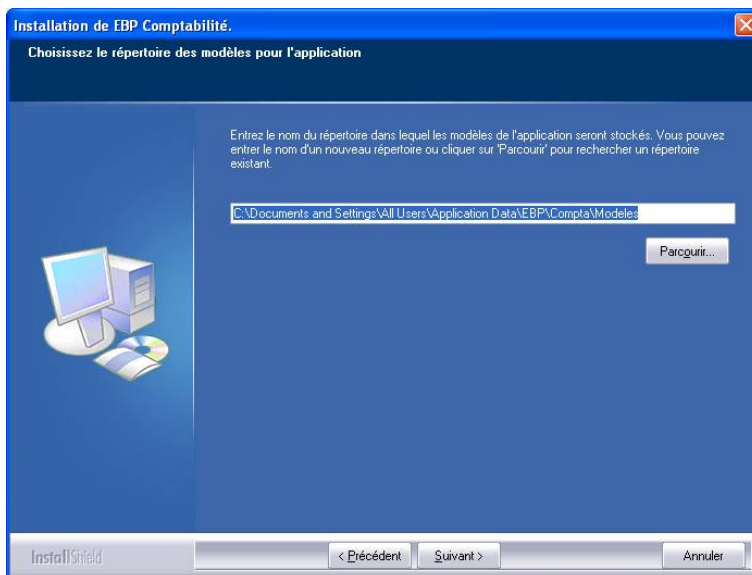 Installation de EBP Comptabilité.
Choisissez le répertoire des modèles pour l'application
Entrez le nom du répertoire dans lequel les modèles de l'application seront stockés. Vous pouvez
entrer le nom d'un nouveau répertoire ou cliquer sur 'Parcourir' pour rechercher un répertoire
existant.
C:\Documents and Settings\All Users\Application Data\EBP\Compta\Modeles
Parcourir...
InstallShield
< Précédent
Suivant >
Annuler